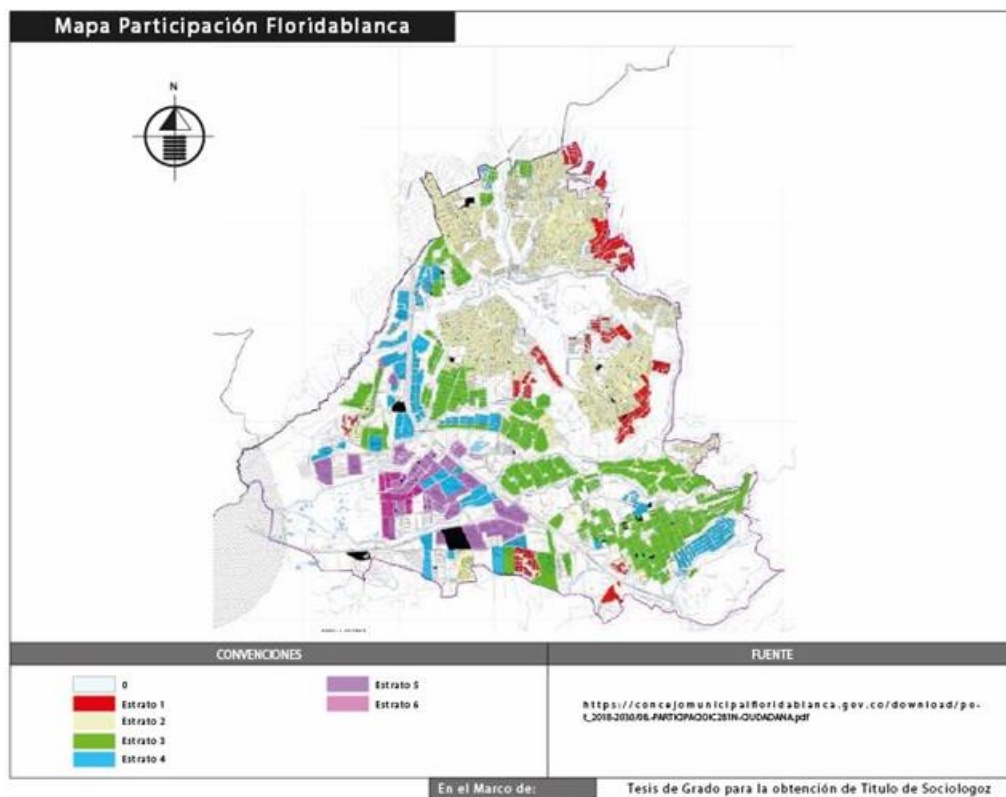 Mapa Participación Floridablanca
N
CONVENCIONES
0
Estrato 1
Estrato 2
Estrato 3
Estrato 4
Estrato 5
Estrato 6
FUENTE
https://concejomunicipalfloridablanca.gov.co/download/po-
t_2018-2030/08.-PARTICIPACIOIC281N-CIUDADANA.pdf
En el Marco de:
Tesis de Grado para la obtención de Titulo de Sociologoz